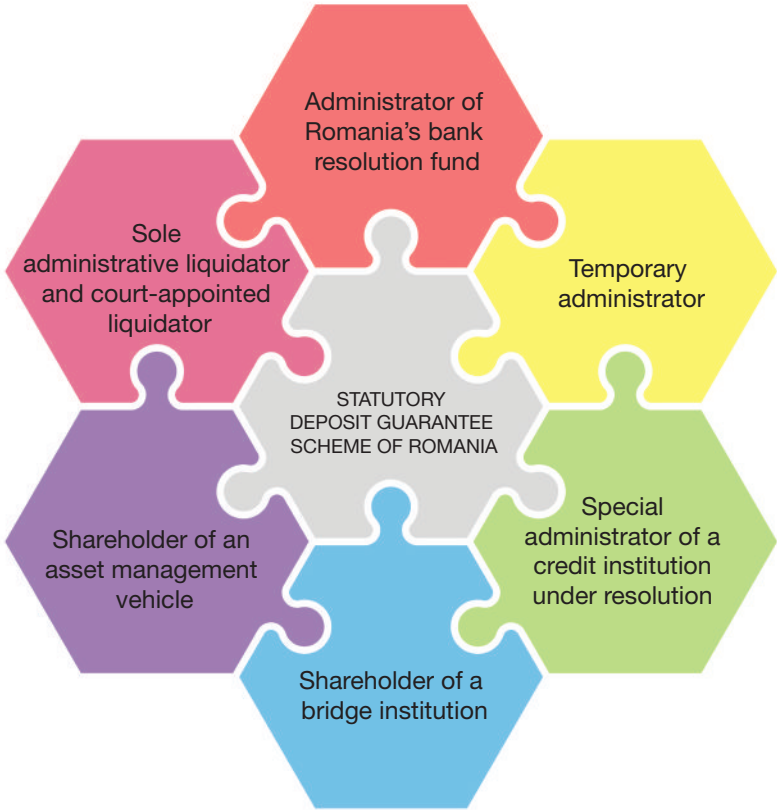 Administrator of
Romania’s bank
resolution fund
Sole
administrative liquidator
and court-appointed
liquidator
Temporary
administrator
STATUTORY
DEPOSIT GUARANTEE
SCHEME OF ROMANIA
Shareholder of an
asset management
vehicle
Special
administrator of a
credit institution
under resolution
Shareholder of a
bridge institution